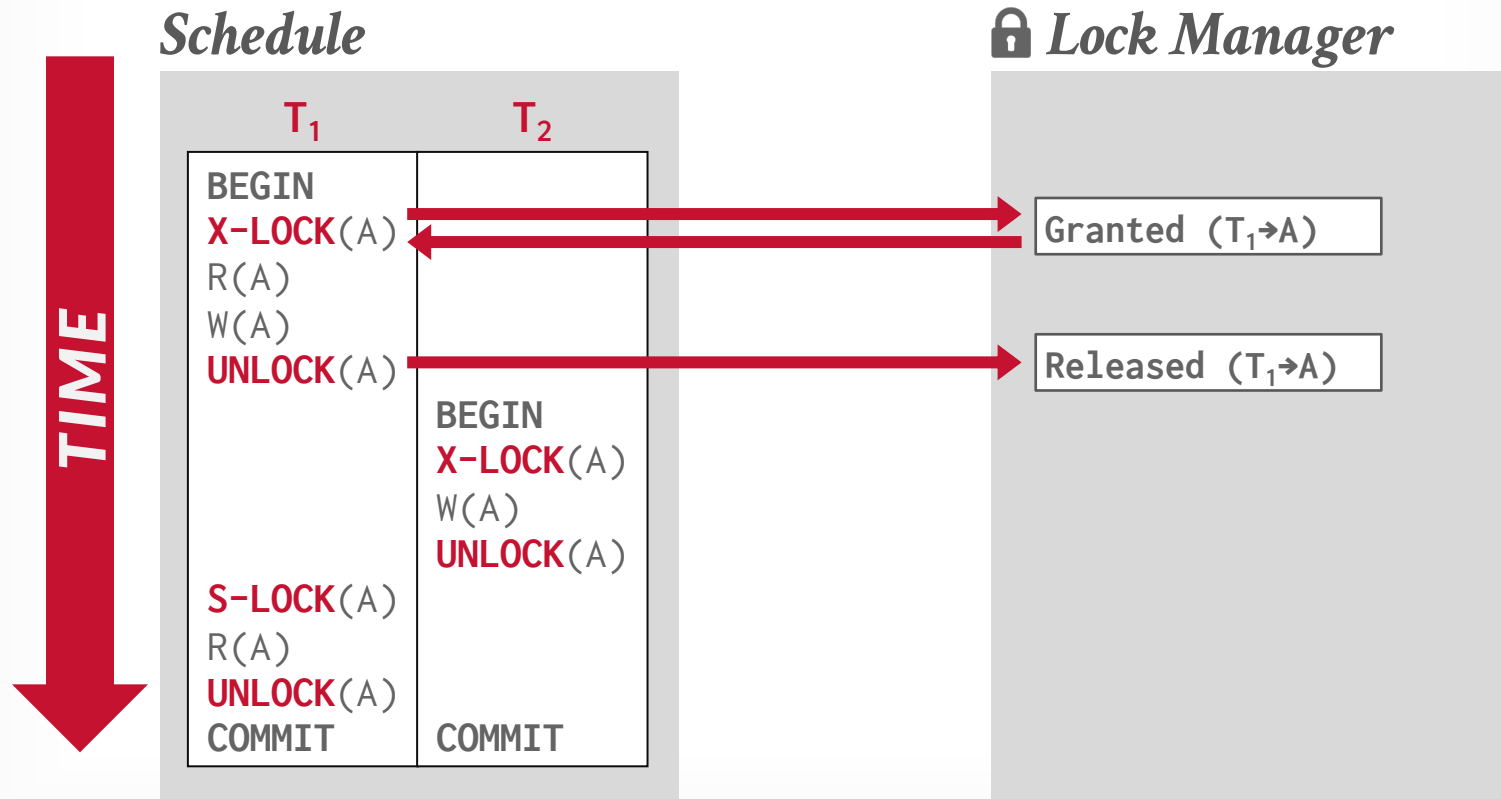 Schedule
Lock Manager
TIME
T₁ T₂
BEGIN
X-LOCK(A)
Granted (T₁→A)
R(A)
W(A)
UNLOCK(A)
Released (T₁→A)
BEGIN
X-LOCK(A)
W(A)
UNLOCK(A)
S-LOCK(A)
R(A)
UNLOCK(A)
COMMIT COMMIT